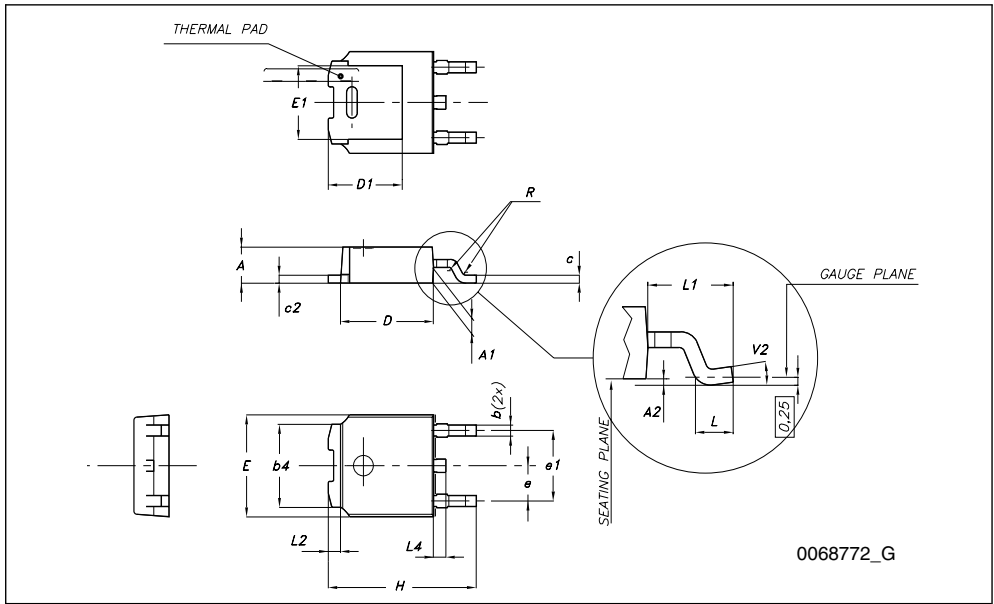 THERMAL PAD
E1
D1
R
A
c2
D
A1
c
L1
GAUGE PLANE
V2
A2
L
0.25
SEATING PLANE
b(2x)
E
b4
e
e1
L2
L4
H
0068772_G